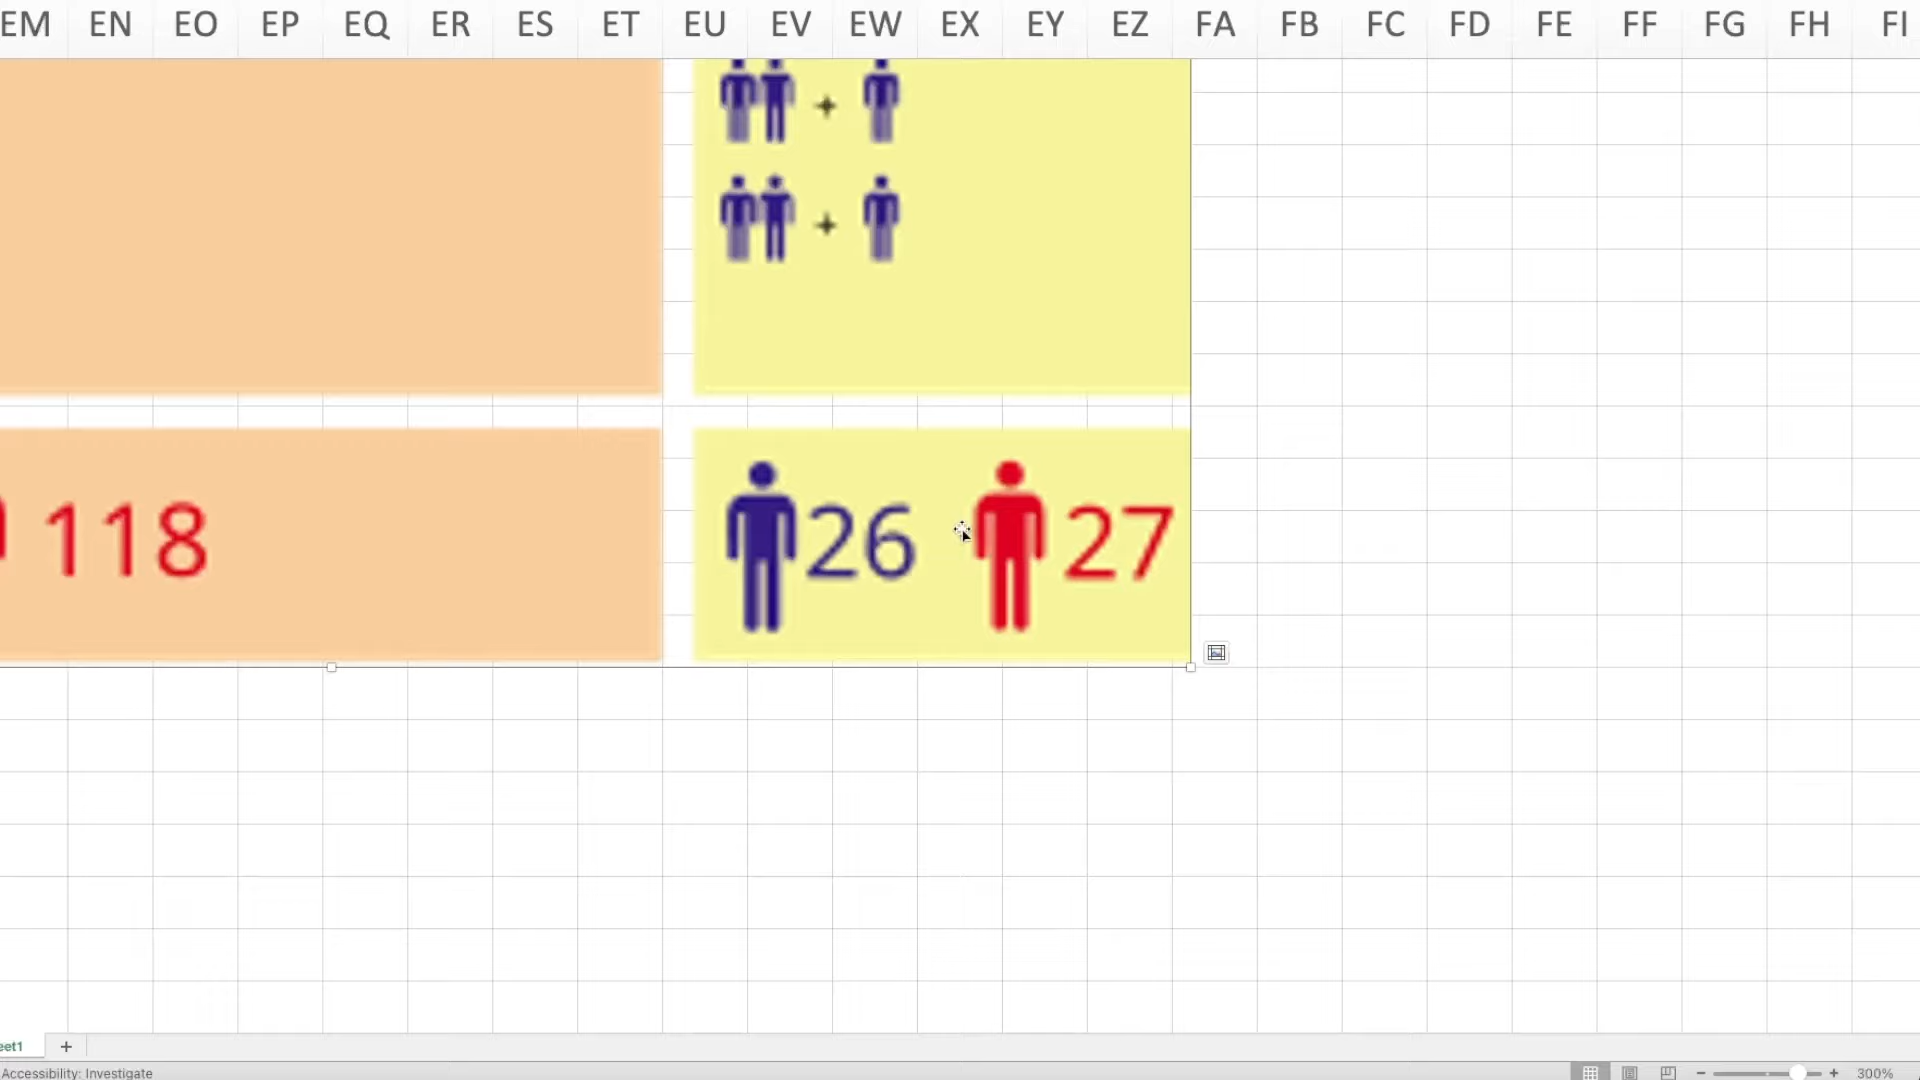 EM EN EO EP EQ ER ES ET EU EV EW EX EY EZ FA FB FC FD FE FF FG FH FI
+
+
118 26 27
eet1 +
Accessibility: Investigate − + 300%